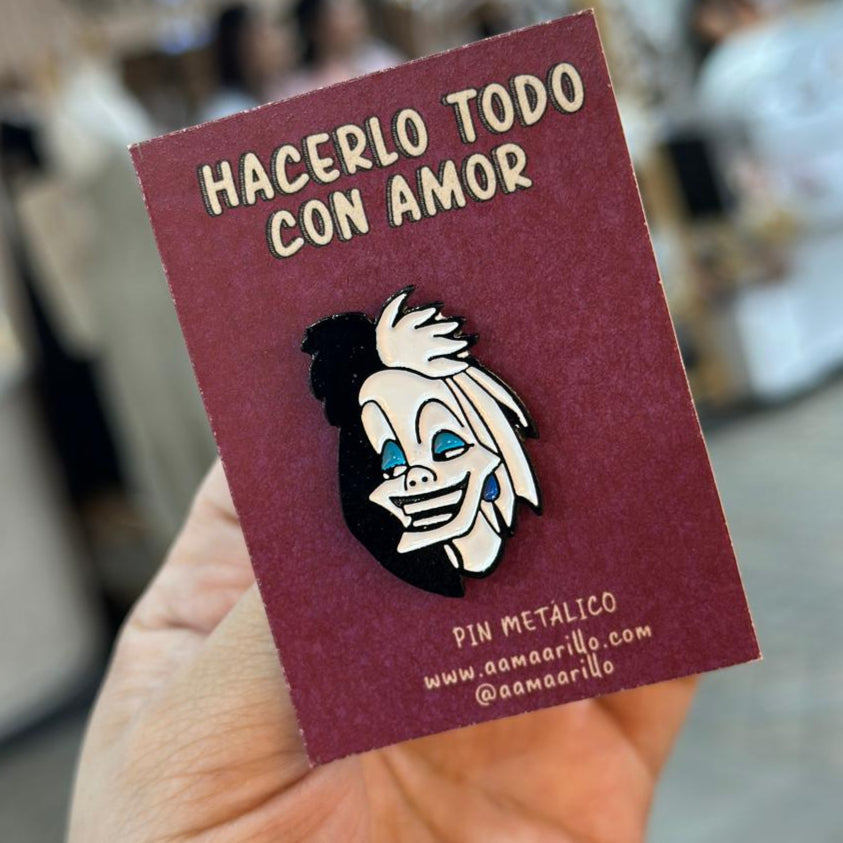 HACERLO TODO
CON AMOR
PIN METÁLICO
www.aamaarillo.com
@aamaarillo